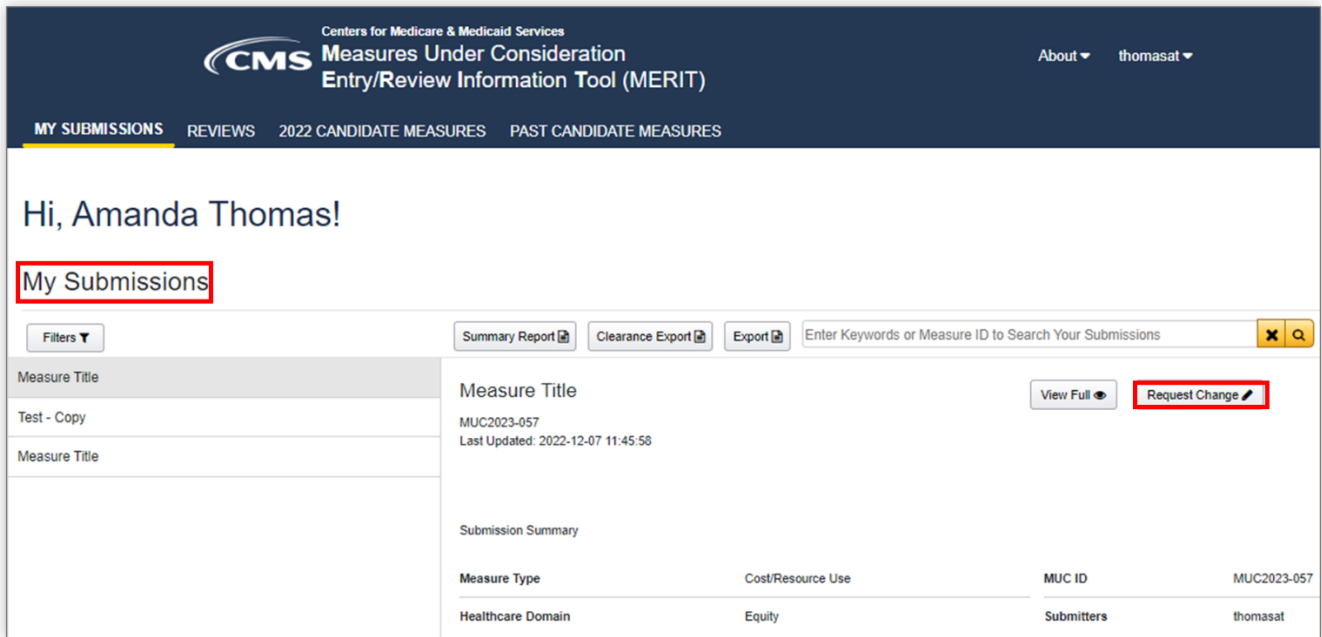 Centers for Medicare & Medicaid Services
CMS Measures Under Consideration
Entry/Review Information Tool (MERIT)
About thomasat
MY SUBMISSIONS REVIEWS 2022 CANDIDATE MEASURES PAST CANDIDATE MEASURES
Hi, Amanda Thomas!
My Submissions
Filters Summary Report Clearance Export Export Enter Keywords or Measure ID to Search Your Submissions
Measure Title
Test - Copy
Measure Title
Measure Title View Full Request Change
MUC2023-057
Last Updated: 2022-12-07 11:45:58
Submission Summary
Measure Type Cost/Resource Use MUC ID MUC2023-057
Healthcare Domain Equity Submitters thomasat